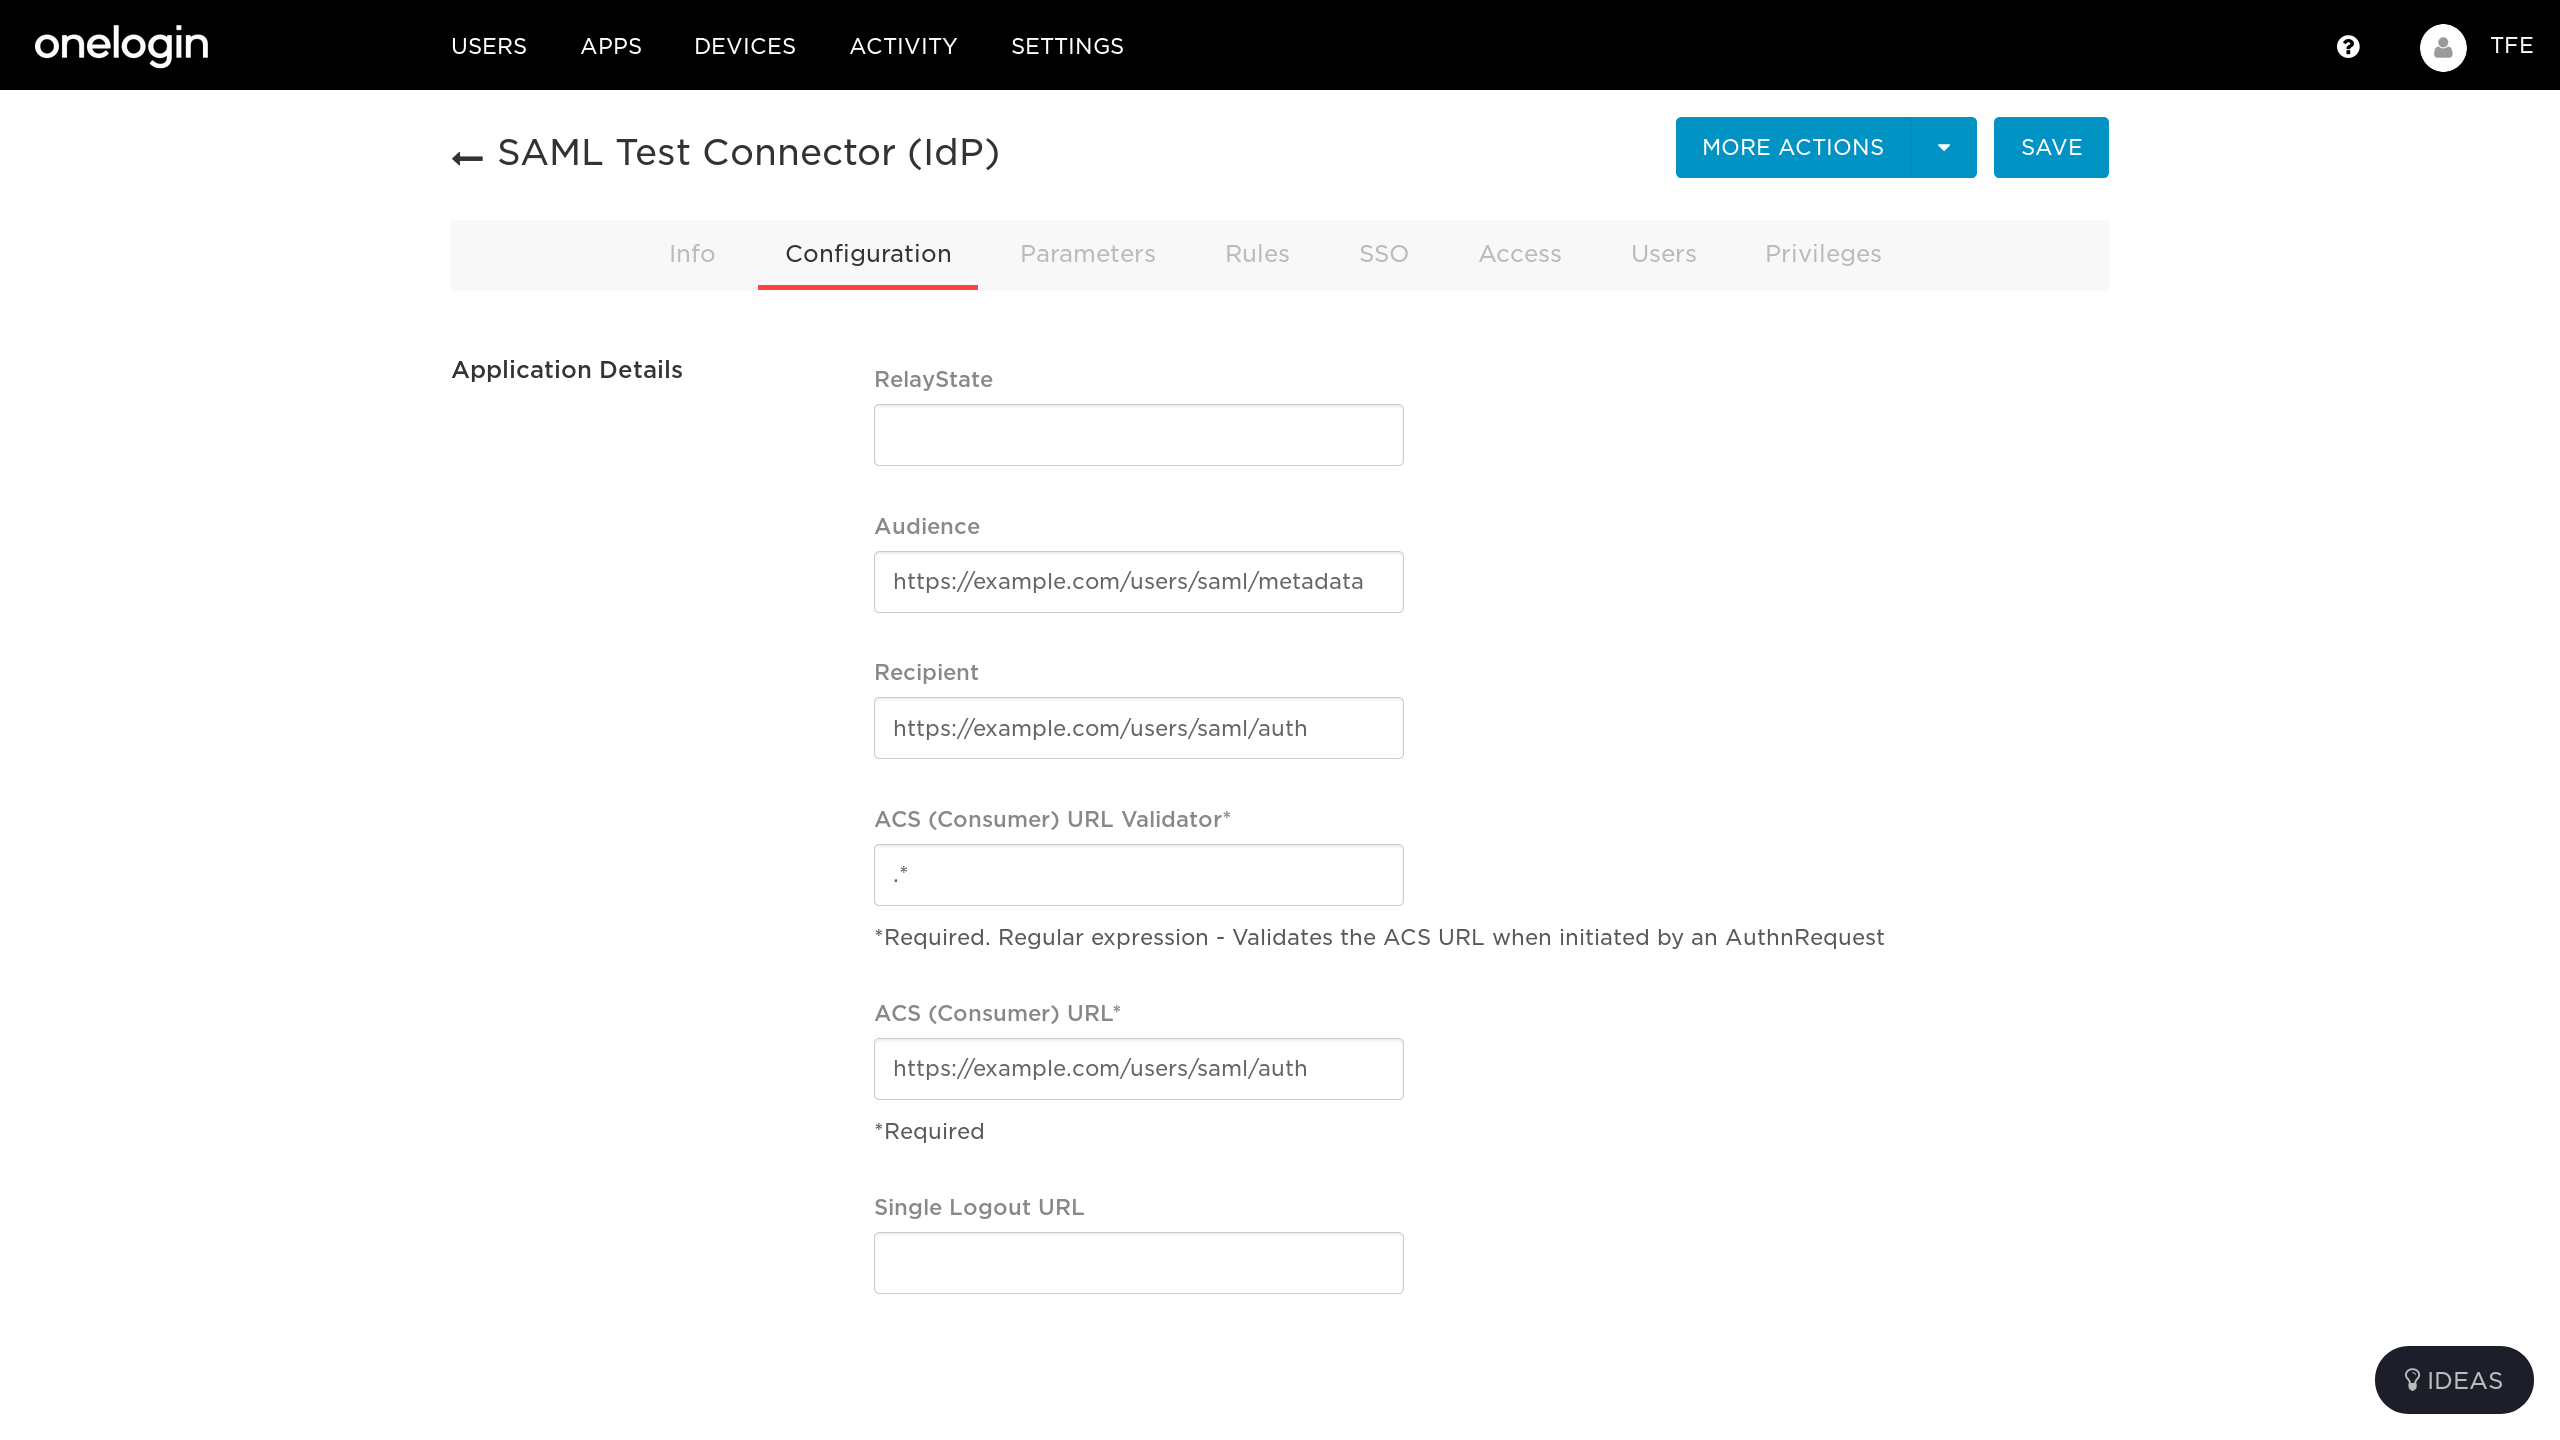 onelogin
USERS APPS DEVICES ACTIVITY SETTINGS
TFE
SAML Test Connector (IdP)
MORE ACTIONS
SAVE
Info Configuration Parameters Rules SSO Access Users Privileges
Application Details
RelayState
Audience
https://example.com/users/saml/metadata
Recipient
https://example.com/users/saml/auth
ACS (Consumer) URL Validator*
.*
*Required. Regular expression - Validates the ACS URL when initiated by an AuthnRequest
ACS (Consumer) URL*
https://example.com/users/saml/auth
*Required
Single Logout URL
IDEAS